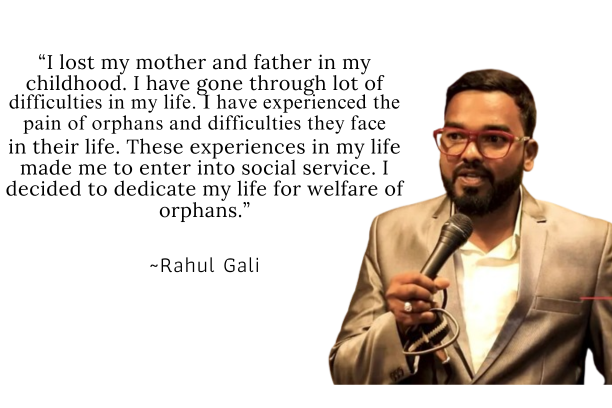 “I lost my mother and father in my
childhood. I have gone through lot of
difficulties in my life. I have experienced the
pain of orphans and difficulties they face
in their life. These experiences in my life
made me to enter into social service. I
decided to dedicate my life for welfare of
orphans.”
~Rahul Gali